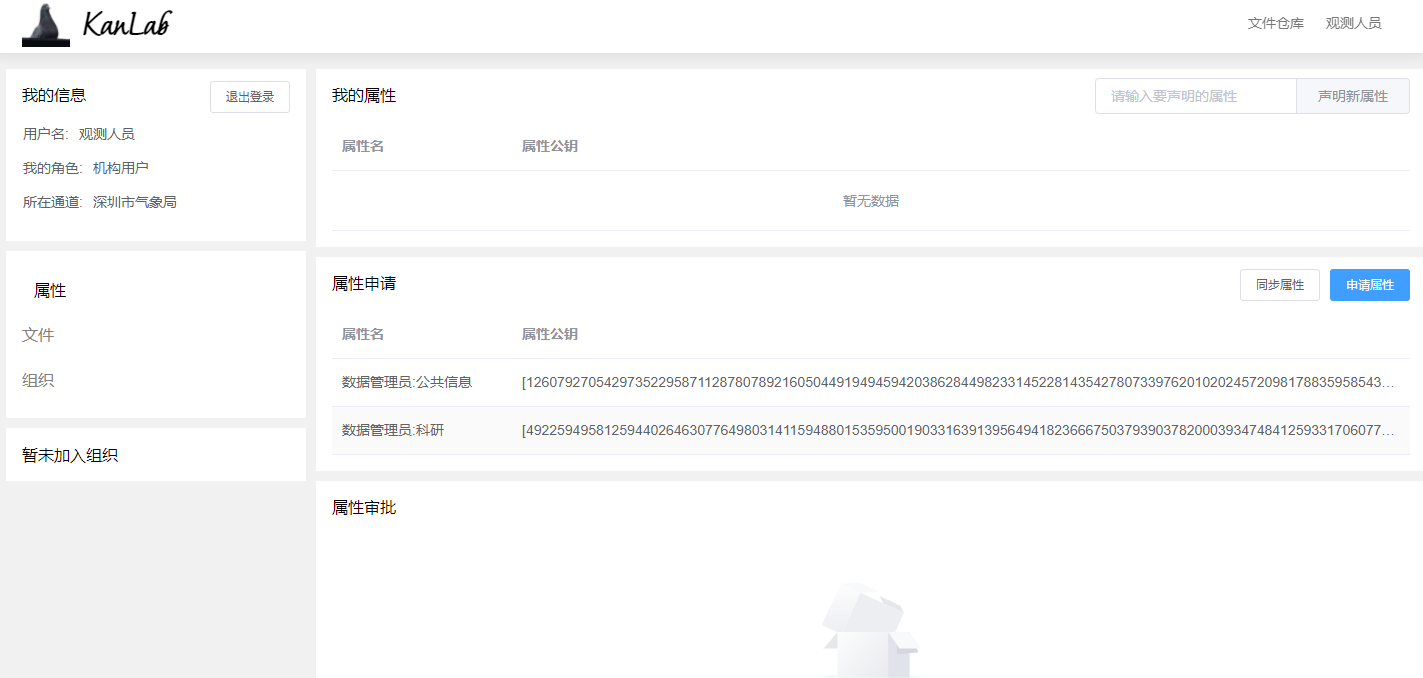 KanLab
文件仓库 观测人员
我的信息 退出登录
用户名: 观测人员
我的角色: 机构用户
所在通道: 深圳市气象局
属性
文件
组织
暂未加入组织
我的属性 请输入要声明的属性 声明新属性
属性名 属性公钥
暂无数据
属性申请 同步属性 申请属性
属性名 属性公钥
数据管理员:公共信息 [12607927054297352295871128780789216050449194945942038628449823314522814354278073397620102024572098178835958543…
数据管理员:科研 [49225949581259440264630776498031411594880153595001903316391395649418236667503793903782000393474841259331706077…
属性审批